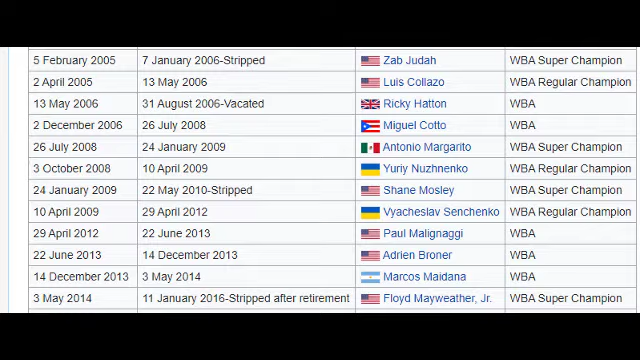 5 February 2005 7 January 2006-Stripped Zab Judah WBA Super Champion
2 April 2005 13 May 2006 Luis Collazo WBA Regular Champion
13 May 2006 31 August 2006-Vacated Ricky Hatton WBA
2 December 2006 26 July 2008 Miguel Cotto WBA
26 July 2008 24 January 2009 Antonio Margarito WBA Super Champion
3 October 2008 10 April 2009 Yuriy Nuzhnenko WBA Regular Champion
24 January 2009 22 May 2010-Stripped Shane Mosley WBA Super Champion
10 April 2009 29 April 2012 Vyacheslav Senchenko WBA Regular Champion
29 April 2012 22 June 2013 Paul Malignaggi WBA
22 June 2013 14 December 2013 Adrien Broner WBA
14 December 2013 3 May 2014 Marcos Maidana WBA
3 May 2014 11 January 2016-Stripped after retirement Floyd Mayweather, Jr. WBA Super Champion